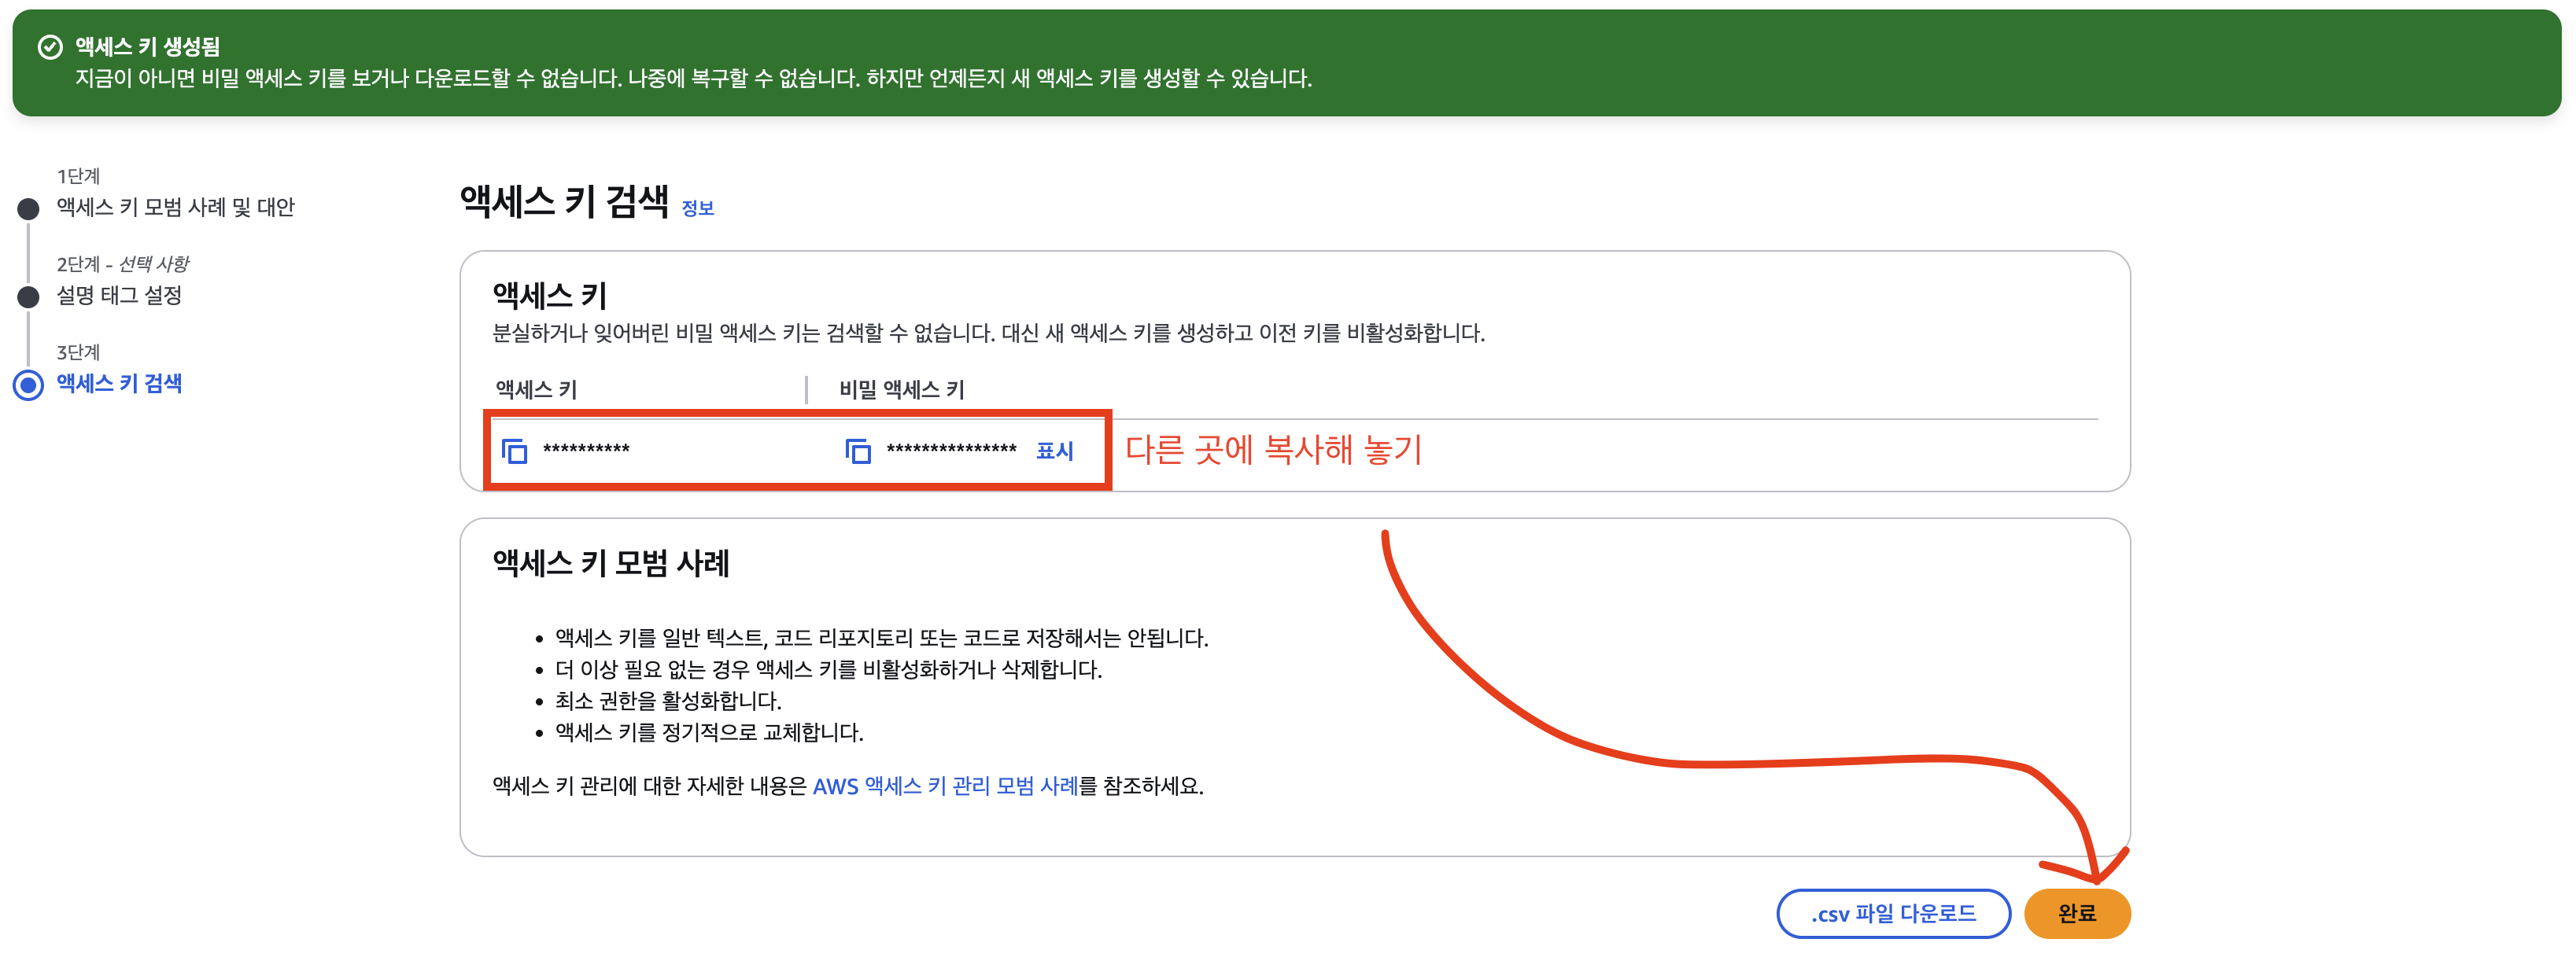 액세스 키 생성됨
지금이 아니면 비밀 액세스 키를 보거나 다운로드할 수 없습니다. 나중에 복구할 수 없습니다. 하지만 언제든지 새 액세스 키를 생성할 수 있습니다.
1단계
액세스 키 모범 사례 및 대안
2단계 - 선택 사항
설명 태그 설정
3단계
액세스 키 검색
액세스 키 검색 정보
액세스 키
분실하거나 잊어버린 비밀 액세스 키는 검색할 수 없습니다. 대신 새 액세스 키를 생성하고 이전 키를 비활성화합니다.
액세스 키 비밀 액세스 키
********** *************** 표시 다른 곳에 복사해 놓기
액세스 키 모범 사례
• 액세스 키를 일반 텍스트, 코드 리포지토리 또는 코드로 저장해서는 안됩니다.
• 더 이상 필요 없는 경우 액세스 키를 비활성화하거나 삭제합니다.
• 최소 권한을 활성화합니다.
• 액세스 키를 정기적으로 교체합니다.
액세스 키 관리에 대한 자세한 내용은 AWS 액세스 키 관리 모범 사례를 참조하세요.
.csv 파일 다운로드 완료